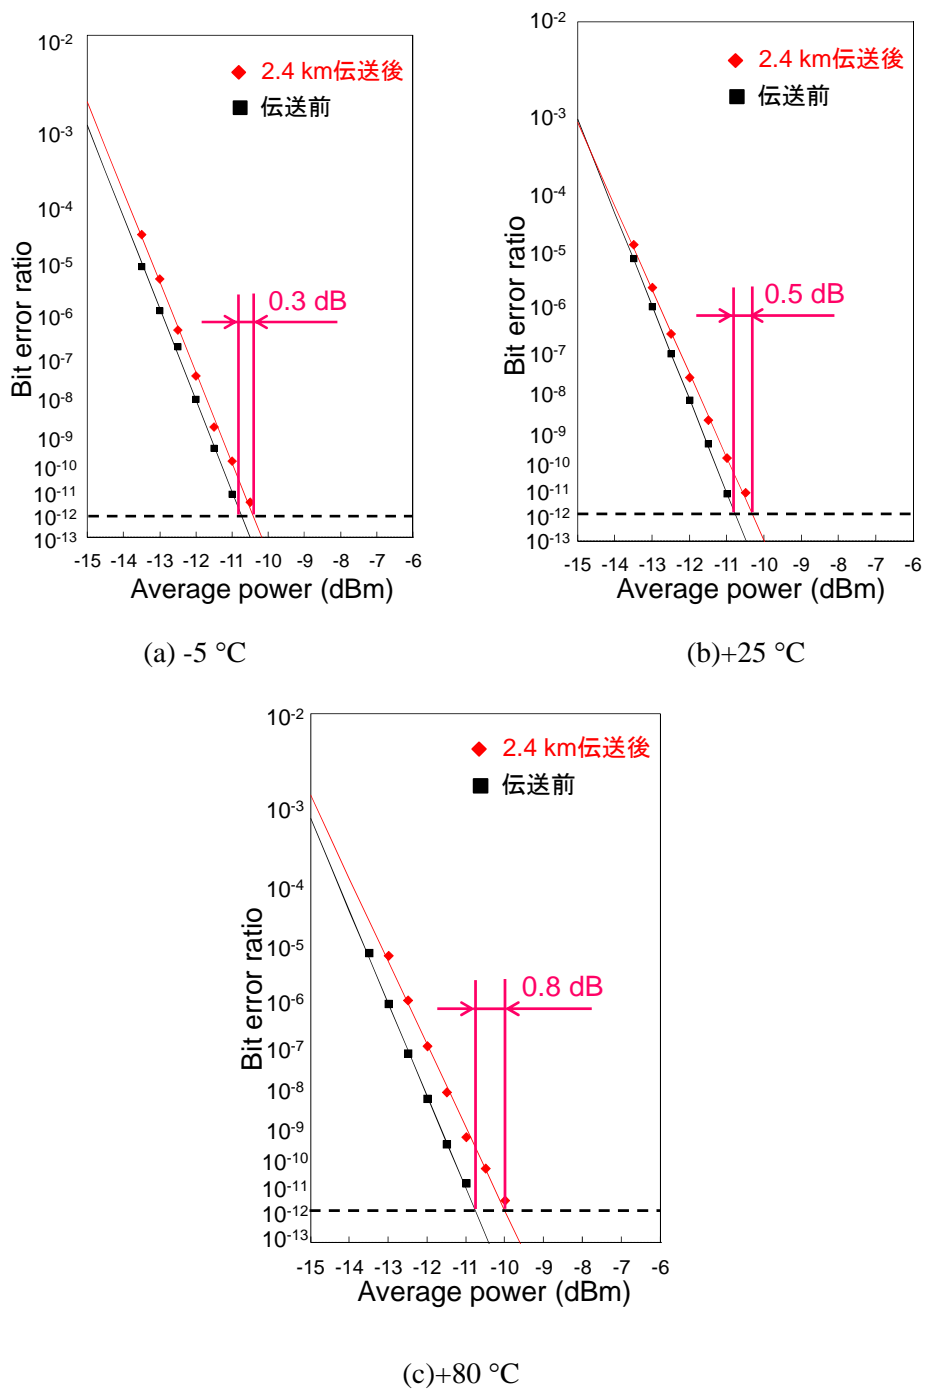 10-2
2.4 km伝送後
伝送前
10-3
10-4
10-5
10-6
10-7
10-8
10-9
10-10
10-11
10-12
10-13
Bit error ratio
0.3 dB
-15 -14 -13 -12 -11 -10 -9 -8 -7 -6
Average power (dBm)
(a) -5 °C
10-2
2.4 km伝送後
伝送前
10-3
10-4
10-5
10-6
10-7
10-8
10-9
10-10
10-11
10-12
10-13
Bit error ratio
0.5 dB
-15 -14 -13 -12 -11 -10 -9 -8 -7 -6
Average power (dBm)
(b)+25 °C
10-2
2.4 km伝送後
伝送前
10-3
10-4
10-5
10-6
10-7
10-8
10-9
10-10
10-11
10-12
10-13
Bit error ratio
0.8 dB
-15 -14 -13 -12 -11 -10 -9 -8 -7 -6
Average power (dBm)
(c)+80 °C